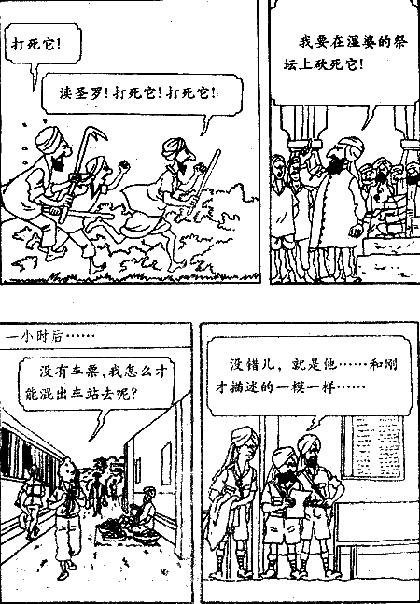 打死它!
读圣罗!打死它!打死它!
我要在湿婆的祭
坛上砍死它!
一小时后……
没有车票,我怎么才
能混出车站去呢?
没错儿,就是他……和刚
才描述的一模一样……